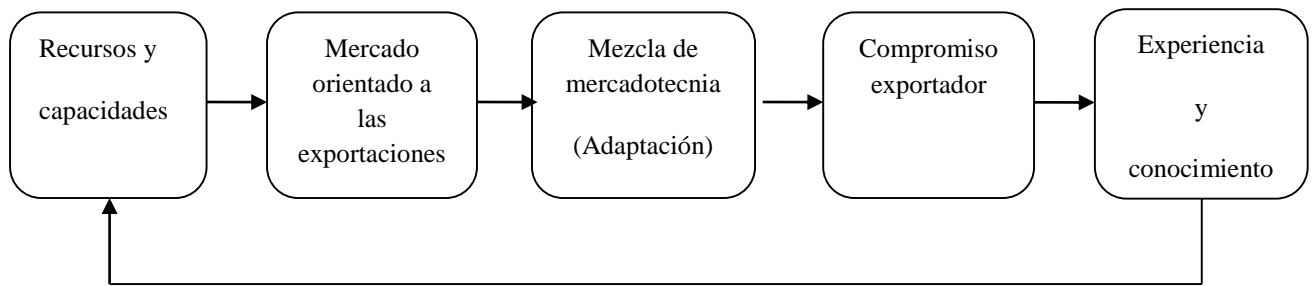 Recursos y
capacidades
Mercado
orientado a
las
exportaciones
Mezcla de
mercadotecnia
(Adaptación)
Compromiso
exportador
Experiencia
y
conocimiento